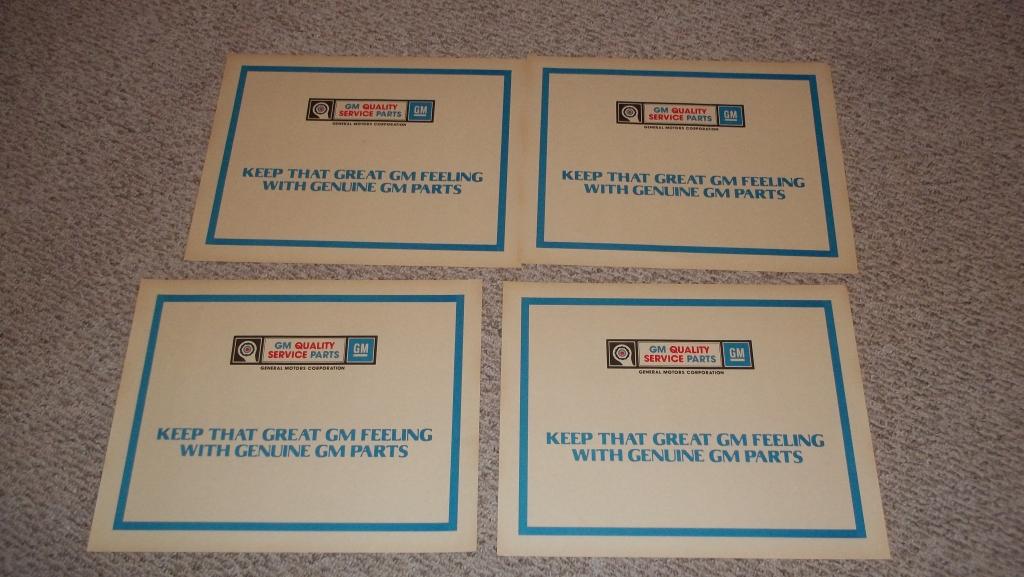 GM QUALITY
SERVICE PARTS
GM
GENERAL MOTORS CORPORATION
KEEP THAT GREAT GM FEELING
WITH GENUINE GM PARTS
GM QUALITY
SERVICE PARTS
GM
GENERAL MOTORS CORPORATION
KEEP THAT GREAT GM FEELING
WITH GENUINE GM PARTS
GM QUALITY
SERVICE PARTS
GM
GENERAL MOTORS CORPORATION
KEEP THAT GREAT GM FEELING
WITH GENUINE GM PARTS
GM QUALITY
SERVICE PARTS
GM
GENERAL MOTORS CORPORATION
KEEP THAT GREAT GM FEELING
WITH GENUINE GM PARTS